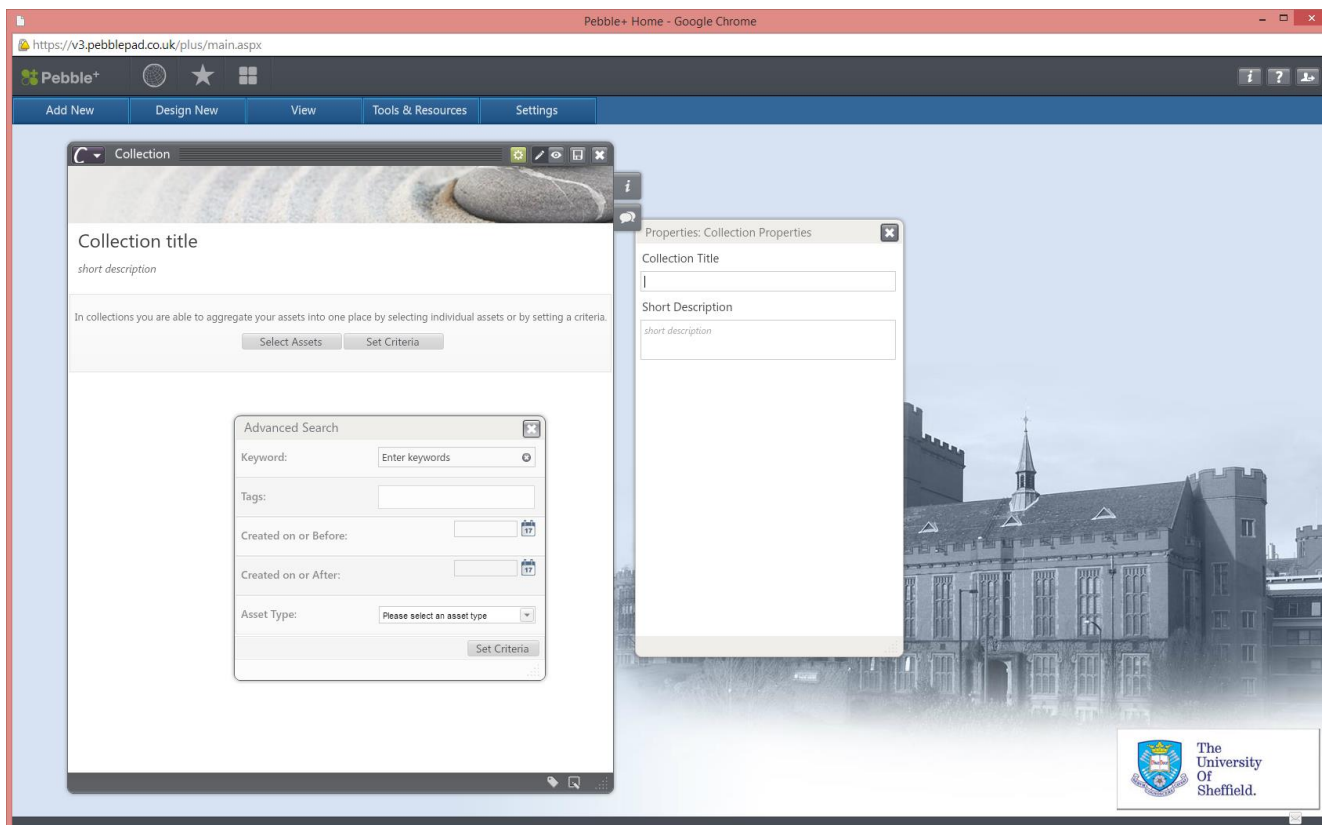 Pebble+ Home - Google Chrome
https://v3.pebblepad.co.uk/plus/main.aspx
Pebble+
Add New
Design New
View
Tools & Resources
Settings
C
Collection
Collection title
short description
In collections you are able to aggregate your assets into one place by selecting individual assets or by setting a criteria.
Select Assets
Set Criteria
Advanced Search
Keyword:
Enter keywords
Tags:
Created on or Before:
17
Created on or After:
17
Asset Type:
Please select an asset type
Set Criteria
i
?
i
Properties: Collection Properties
Collection Title
Short Description
short description
The
University
Of
Sheffield.